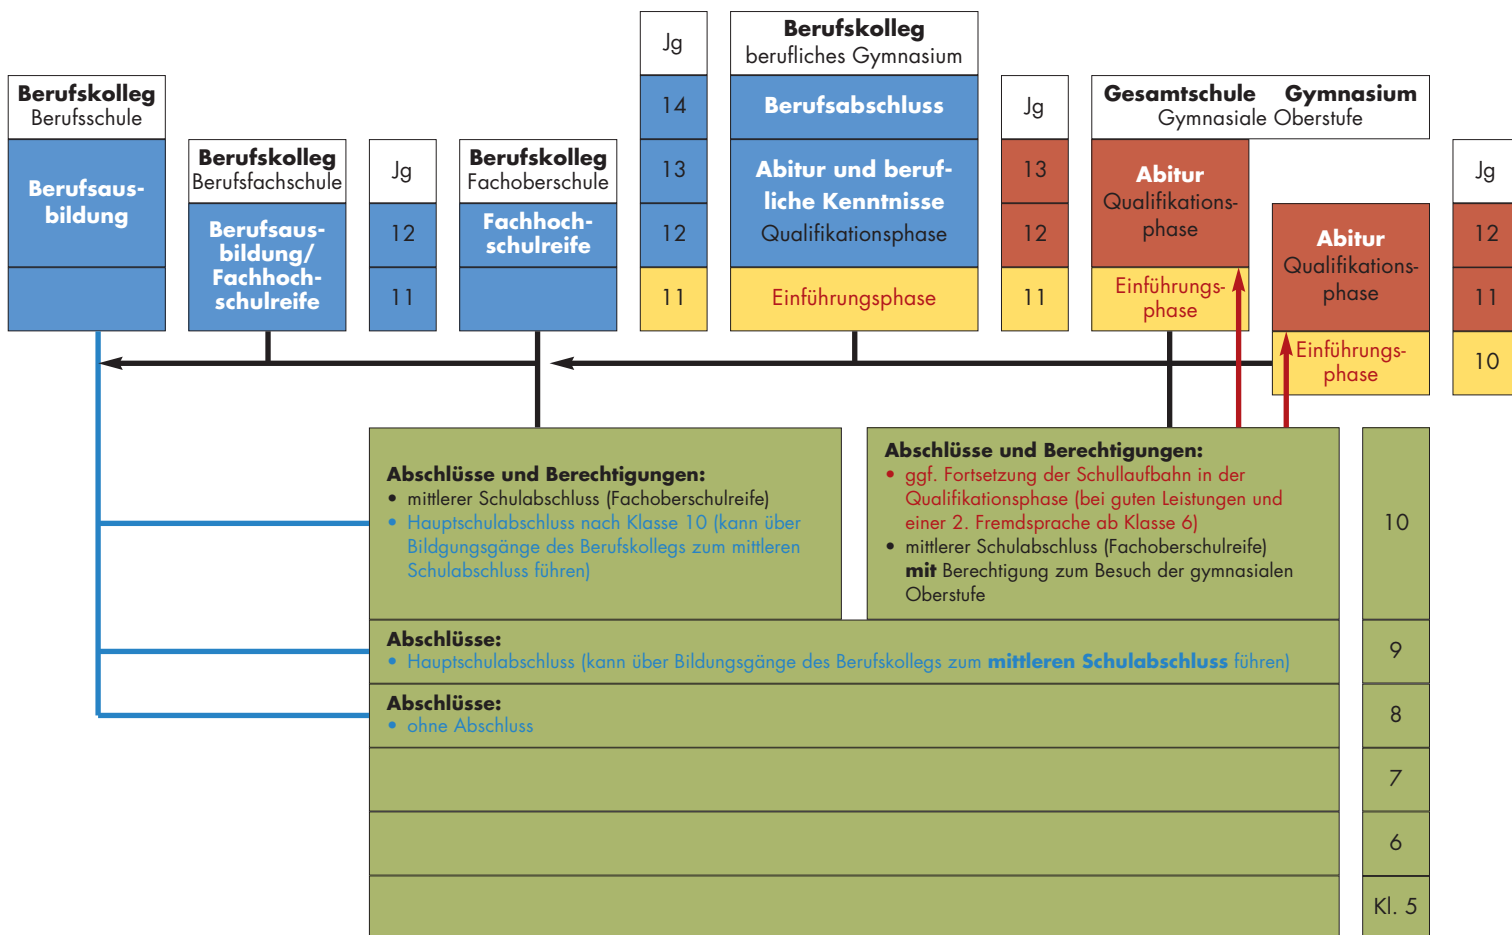 Berufskolleg
Berufsschule
Berufsaus-
bildung
Berufskolleg
Berufsfachschule
Berufsaus-
bildung/
Fachhoch-
schulreife
Jg
12
11
Berufskolleg
Fachoberschule
Fachhoch-
schulreife
Jg
14
13
12
11
Berufskolleg
berufliches Gymnasium
Berufsabschluss
Abitur und beruf-
liche Kenntnisse
Qualifikationsphase
Einführungsphase
Jg
13
12
11
Gesamtschule Gymnasium
Gymnasiale Oberstufe
Abitur
Qualifikations-
phase
Einführungs-
phase
Abitur
Qualifikations-
phase
Einführungs-
phase
Jg
12
11
10
Abschlüsse und Berechtigungen:
• mittlerer Schulabschluss (Fachoberschulreife)
• Hauptschulabschluss nach Klasse 10 (kann über
Bildgungsgänge des Berufskollegs zum mittleren
Schulabschluss führen)
Abschlüsse und Berechtigungen:
• ggf. Fortsetzung der Schullaufbahn in der
Qualifikationsphase (bei guten Leistungen und
einer 2. Fremdsprache ab Klasse 6)
• mittlerer Schulabschluss (Fachoberschulreife)
mit Berechtigung zum Besuch der gymnasialen
Oberstufe
10
Abschlüsse:
• Hauptschulabschluss (kann über Bildungsgänge des Berufskollegs zum mittleren Schulabschluss führen)
9
Abschlüsse:
• ohne Abschluss
8
7
6
Kl. 5